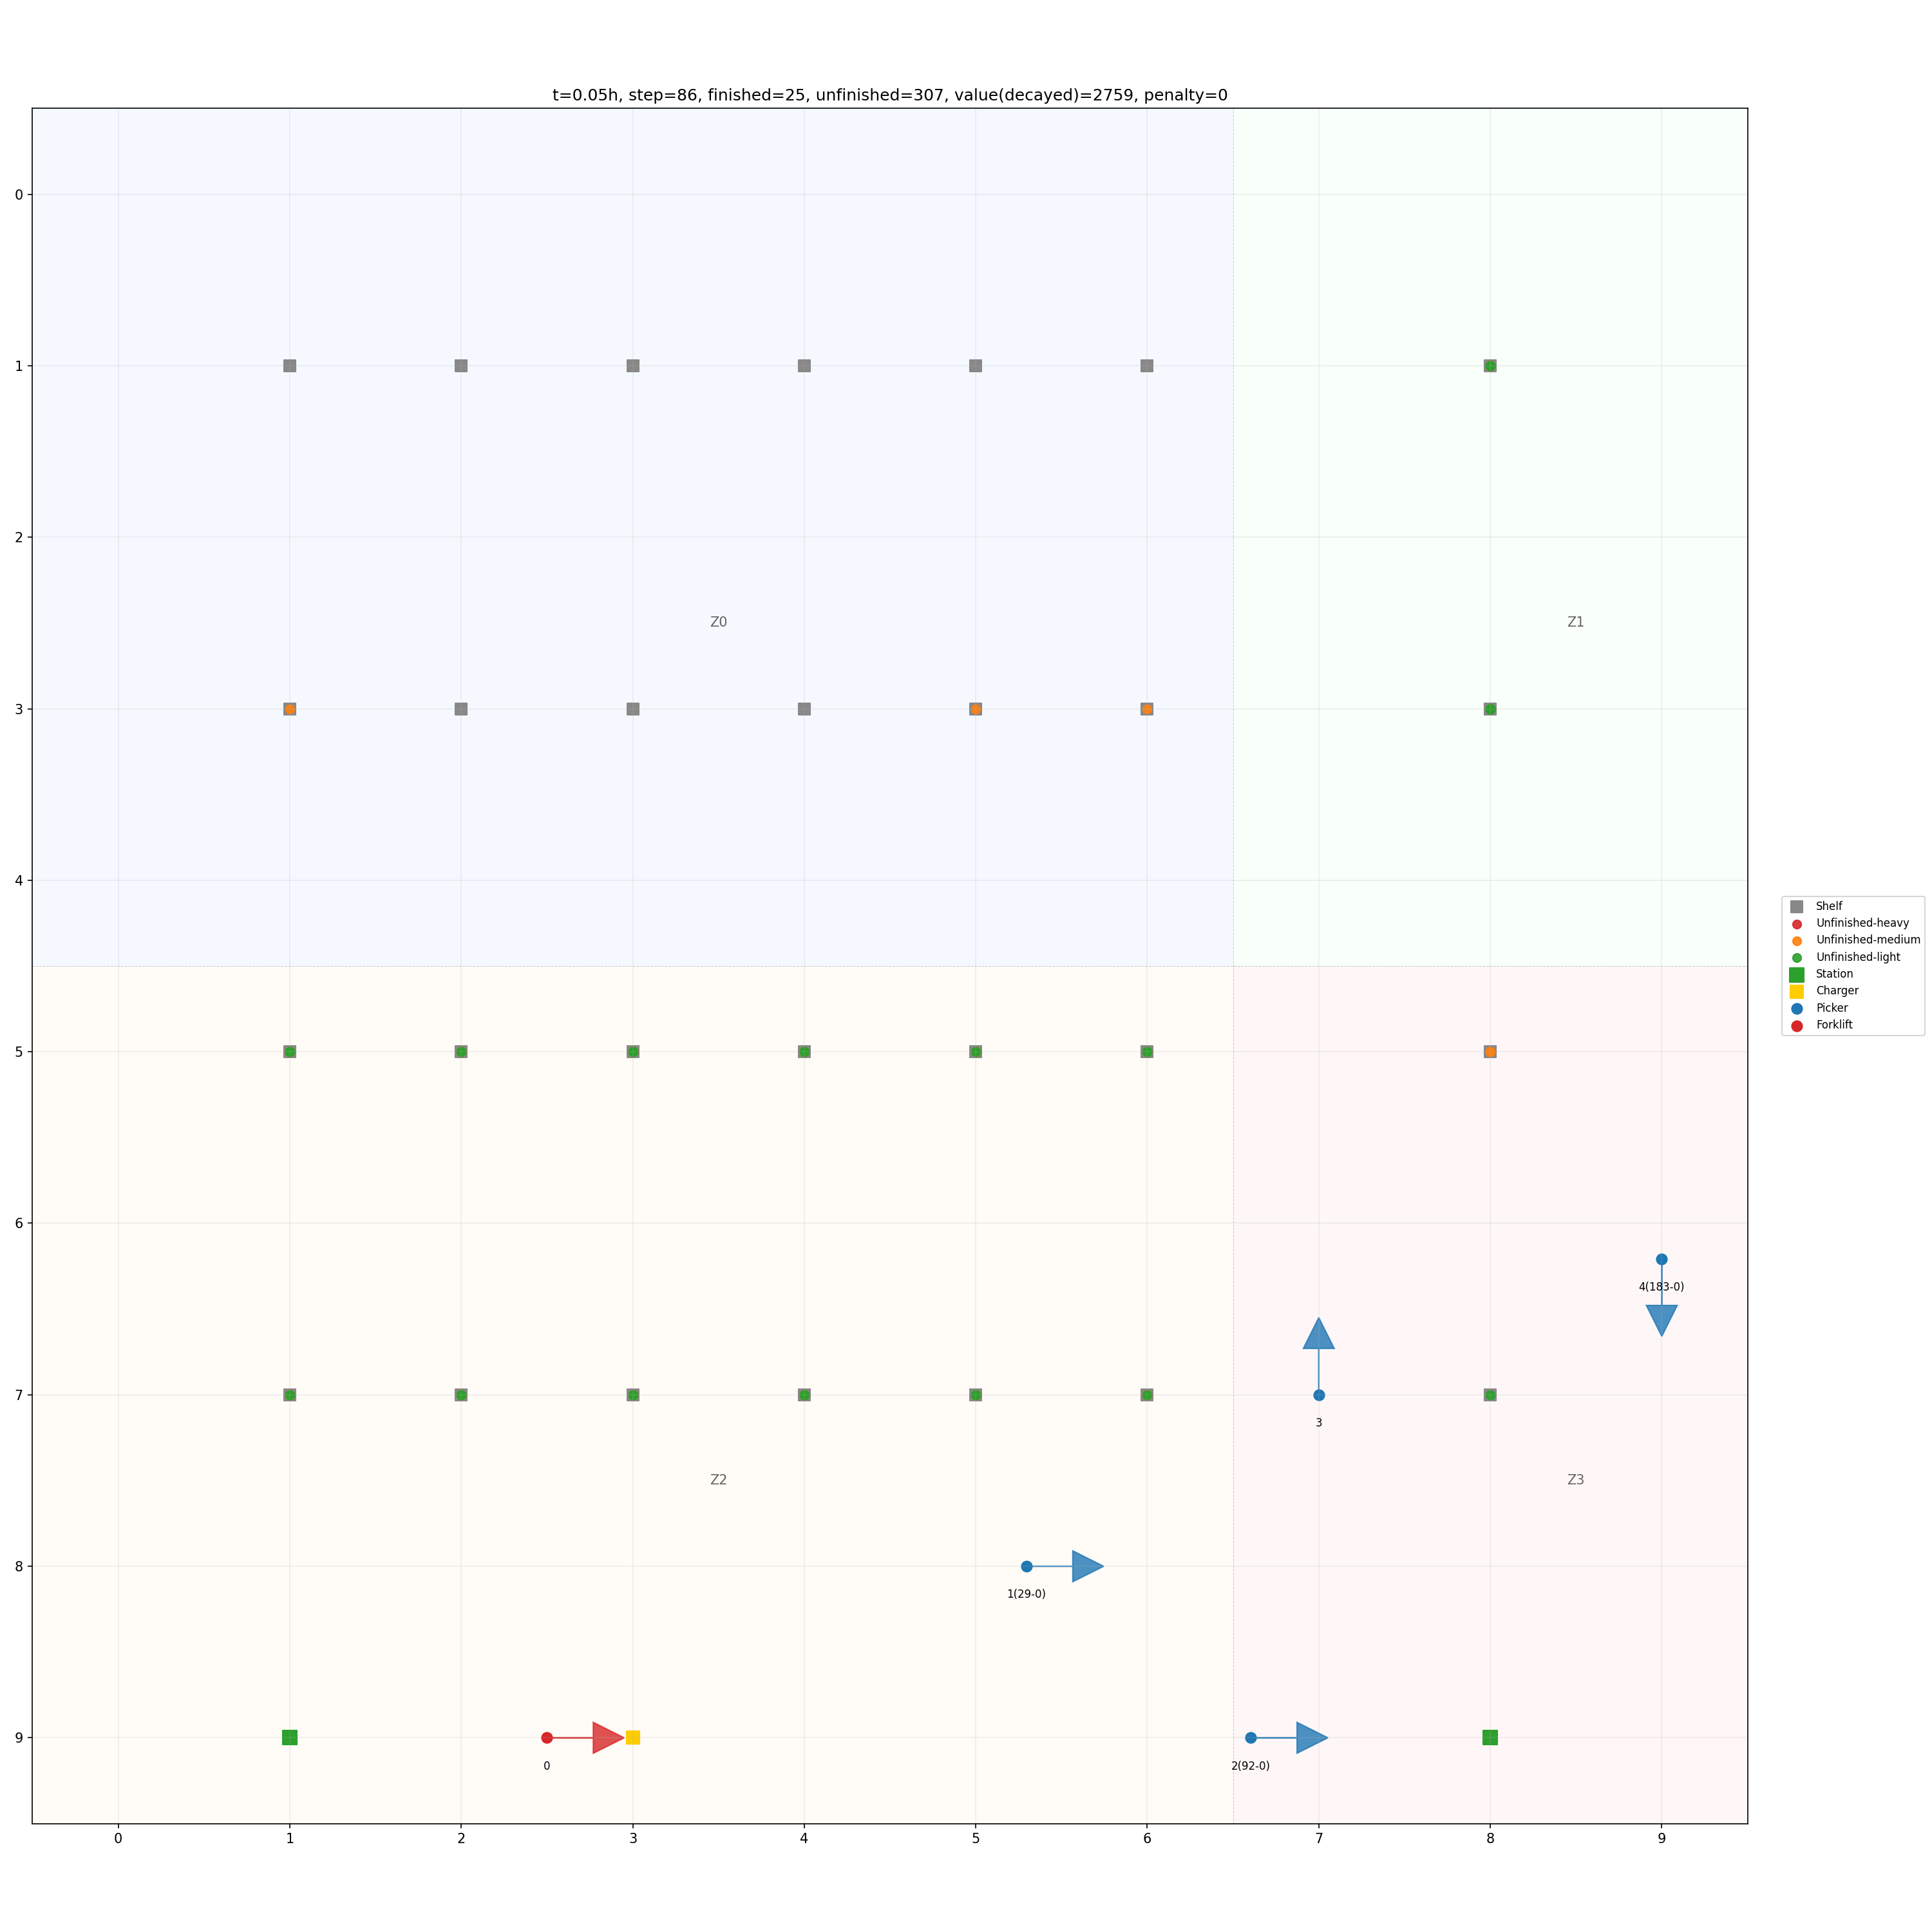 t=0.05h, step=86, finished=25, unfinished=307, value(decayed)=2759, penalty=0
0
1
2
Z0
Z1
3
4
Shelf
Unfinished-heavy
Unfinished-medium
Unfinished-light
Station
Charger
Picker
Forklift
5
6
4(183-0)
7
3
Z2
Z3
8
1(29-0)
9
0
2(92-0)
0 1 2 3 4 5 6 7 8 9